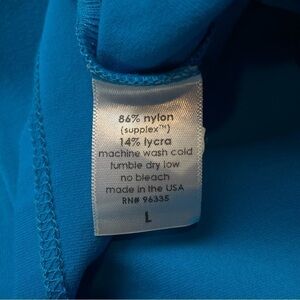 86% nylon
(supplex™)
14% lycra
machine wash cold
tumble dry low
no bleach
made in the USA
RN# 96335
L